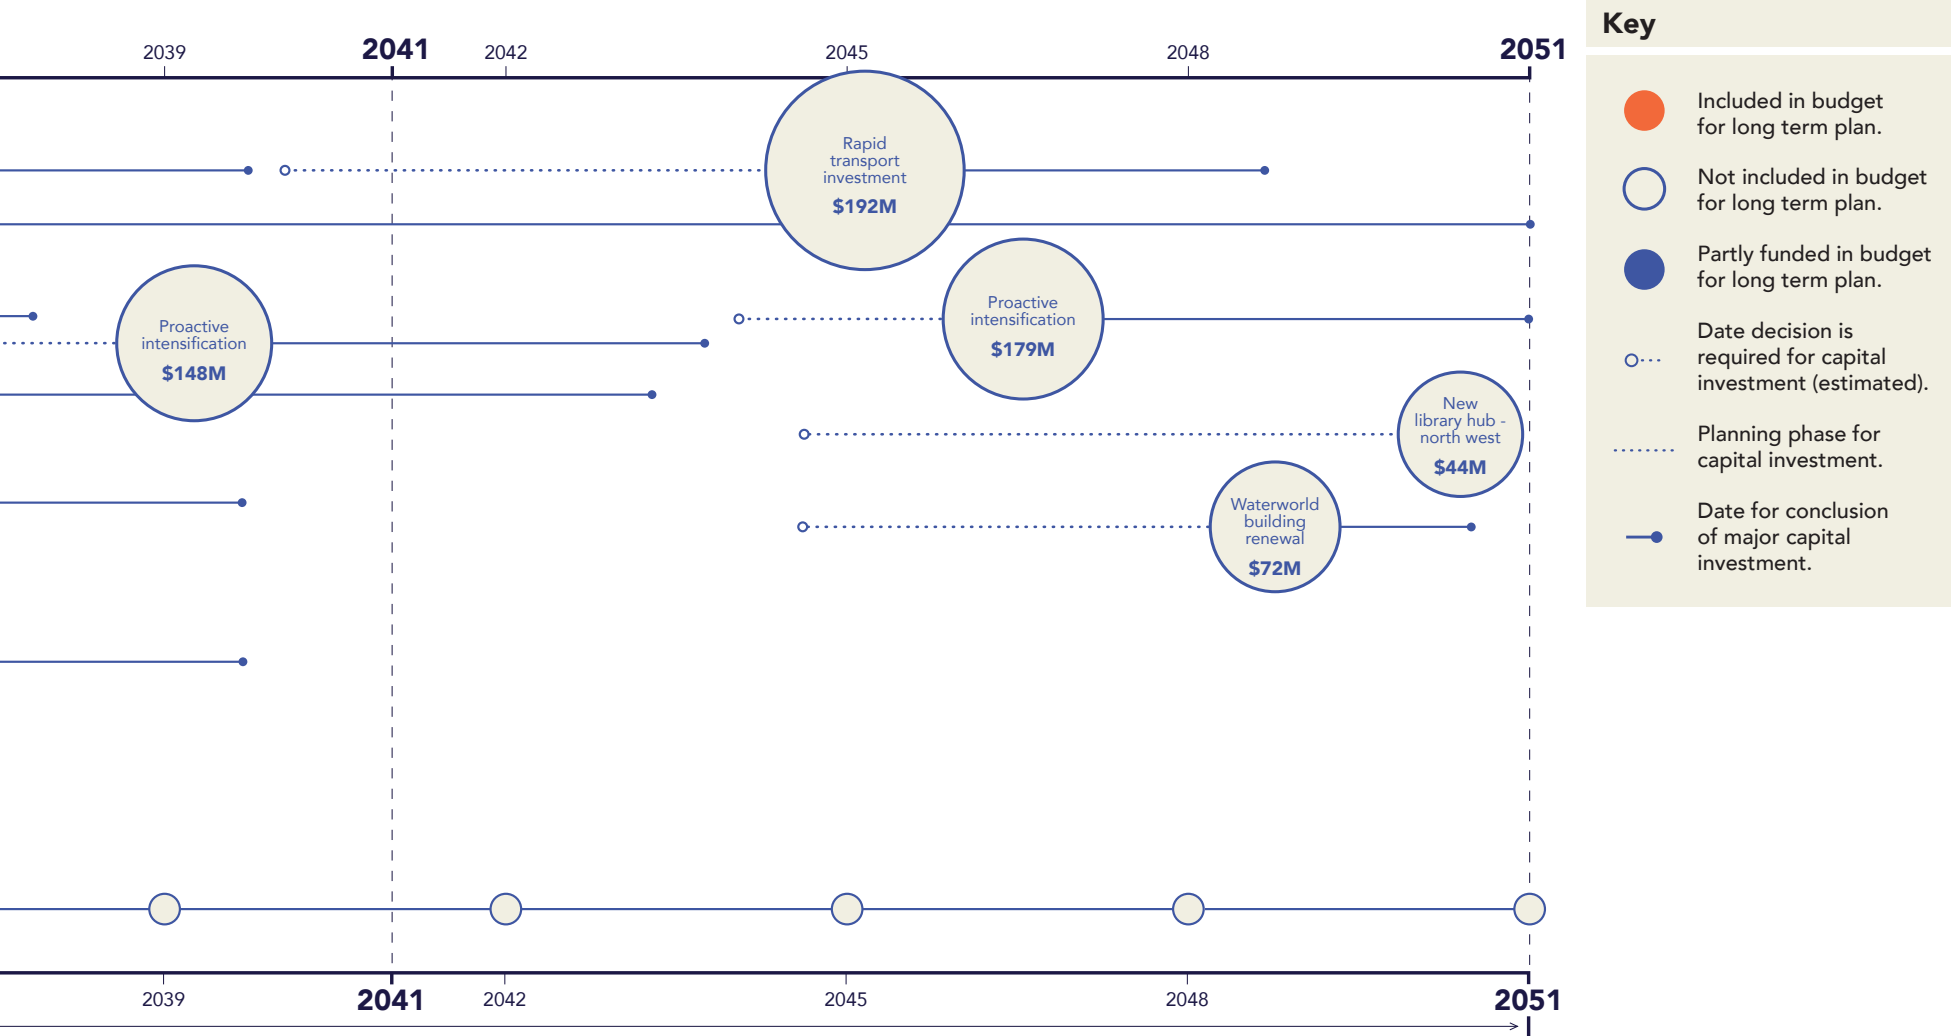 2039
2041
2042
2045
2048
2051
Rapid
transport
investment
$192M
Proactive
intensification
$148M
Proactive
intensification
$179M
New
library hub -
north west
$44M
Waterworld
building
renewal
$72M
2039
2041
2042
2045
2048
2051
Key
Included in budget
for long term plan.
Not included in budget
for long term plan.
Partly funded in budget
for long term plan.
Date decision is
required for capital
investment (estimated).
Planning phase for
capital investment.
Date for conclusion
of major capital
investment.